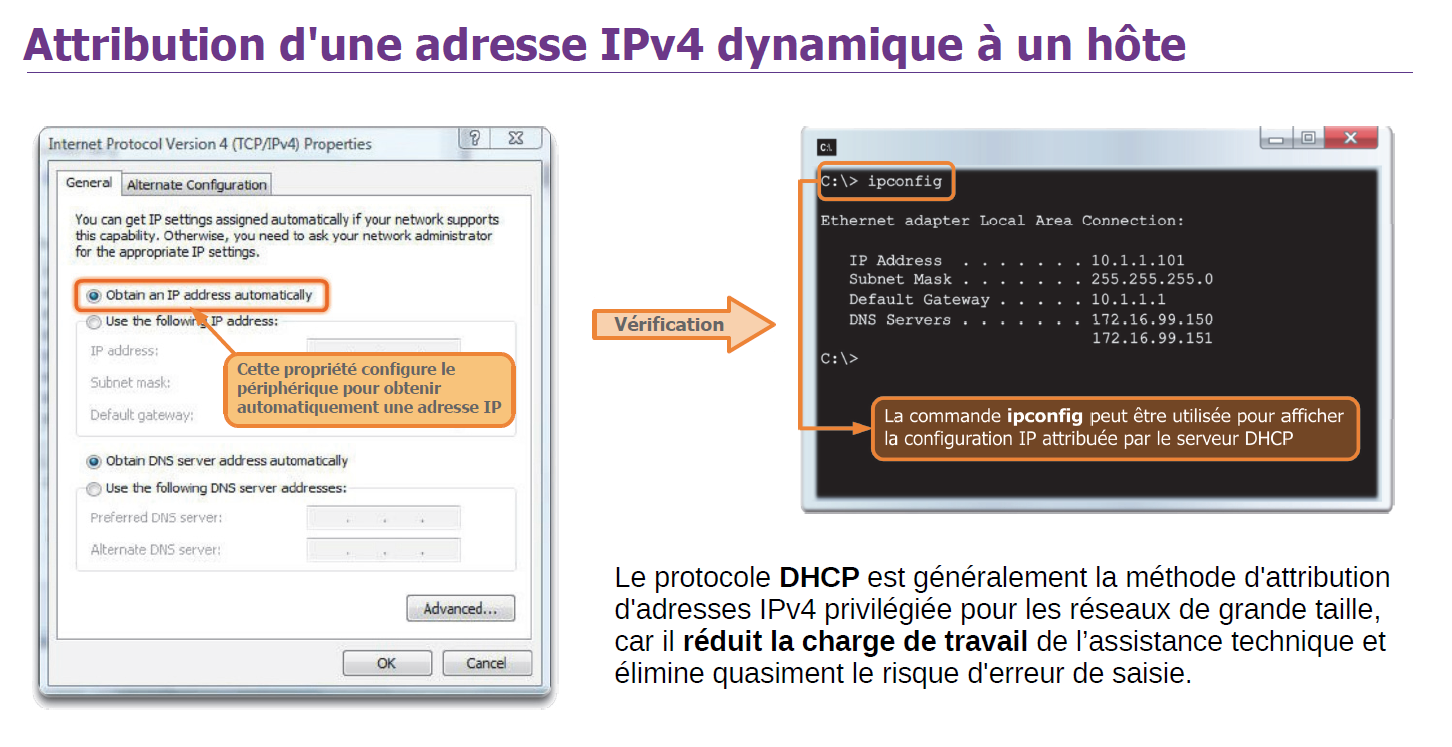 Attribution d'une adresse IPv4 dynamique à un hôte
Internet Protocol Version 4 (TCP/IPv4) Properties
General
Alternate Configuration
You can get IP settings assigned automatically if your network supports
this capability. Otherwise, you need to ask your network administrator
for the appropriate IP settings.
Obtain an IP address automatically
Use the following IP address:
IP address:
Subnet mask:
Default gateway:
Cette propriété configure le
périphérique pour obtenir
automatiquement une adresse IP
Obtain DNS server address automatically
Use the following DNS server addresses:
Preferred DNS server:
Alternate DNS server:
Advanced...
OK
Cancel
Vérification
C:\
C:\> ipconfig
Ethernet adapter Local Area Connection:
IP Address . . . . . . . 10.1.1.101
Subnet Mask . . . . . . . 255.255.255.0
Default Gateway . . . . . 10.1.1.1
DNS Servers . . . . . . . 172.16.99.150
172.16.99.151
C:\>
La commande ipconfig peut être utilisée pour afficher
la configuration IP attribuée par le serveur DHCP
Le protocole DHCP est généralement la méthode d'attribution
d'adresses IPv4 privilégiée pour les réseaux de grande taille,
car il réduit la charge de travail de l’assistance technique et
élimine quasiment le risque d'erreur de saisie.